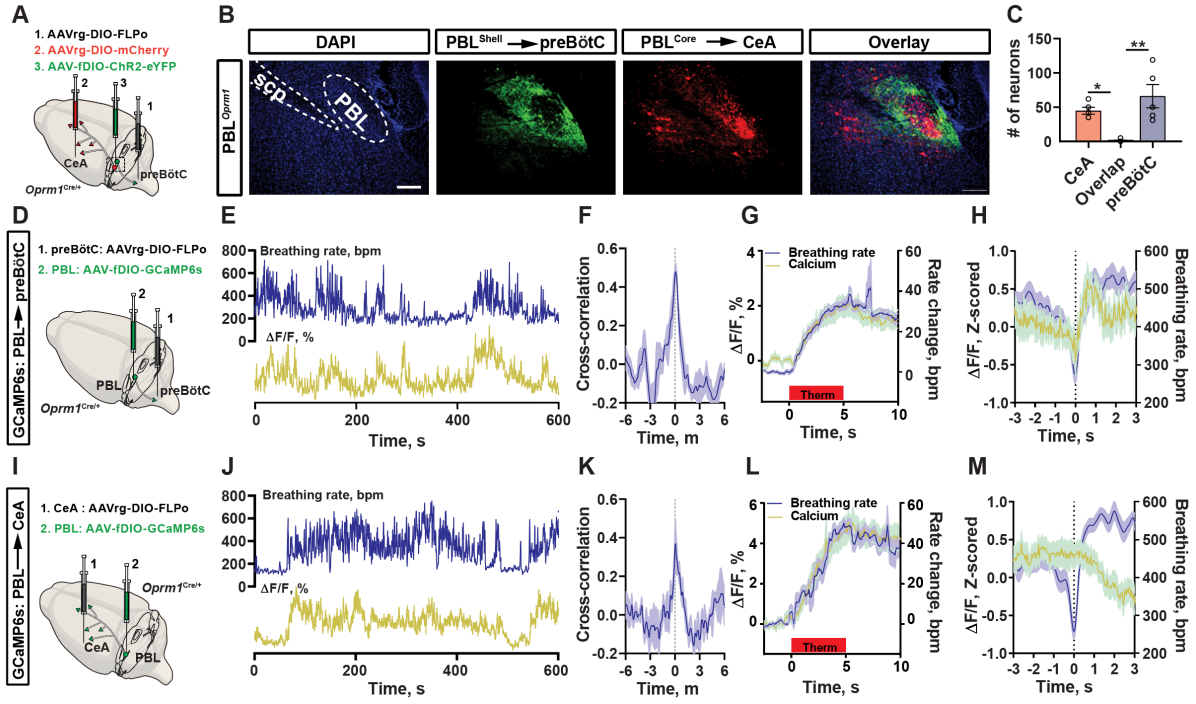 A
1. AAVrg-DIO-FLPo
2. AAVrg-DIO-mCherry
3. AAV-fDIO-ChR2-eYFP
2
3
1
CeA
preBötC
Oprm1Cre/+
B
DAPI
PBLShell → preBötC
PBLCore → CeA
Overlay
PBLOprm1
scp
PBL
C
# of neurons
150
100
50
0
*
**
CeA
Overlap
preBötC
D
GCaMP6s: PBL → preBötC
1. preBötC: AAVrg-DIO-FLPo
2. PBL: AAV-fDIO-GCaMP6s
2
1
PBL
preBötC
Oprm1Cre/+
E
Breathing rate, bpm
800
600
400
200
0
ΔF/F, %
0
200
400
600
Time, s
F
Cross-correlation
0.6
0.4
0.2
0.0
-0.2
-6
-3
0
3
6
Time, m
G
Breathing rate
Calcium
ΔF/F, %
4
2
0
Rate change, bpm
60
40
20
0
Therm
0
5
10
Time, s
H
ΔF/F, Z-scored
1.0
0.5
0.0
-0.5
-1.0
Breathing rate, bpm
600
500
400
300
200
-3
-2
-1
0
1
2
3
Time, s
I
GCaMP6s: PBL → CeA
1. CeA : AAVrg-DIO-FLPo
2. PBL: AAV-fDIO-GCaMP6s
1
2
Oprm1Cre/+
CeA
PBL
J
Breathing rate, bpm
800
600
400
200
0
ΔF/F, %
0
200
400
600
Time, s
K
Cross-correlation
0.6
0.4
0.2
0.0
-0.2
-6
-3
0
3
6
Time, m
L
Breathing rate
Calcium
ΔF/F, %
6
4
2
0
Rate change, bpm
60
40
20
0
Therm
0
5
10
Time, s
M
ΔF/F, Z-scored
1.0
0.5
0.0
-0.5
-1.0
Breathing rate, bpm
600
500
400
300
200
-3
-2
-1
0
1
2
3
Time, s